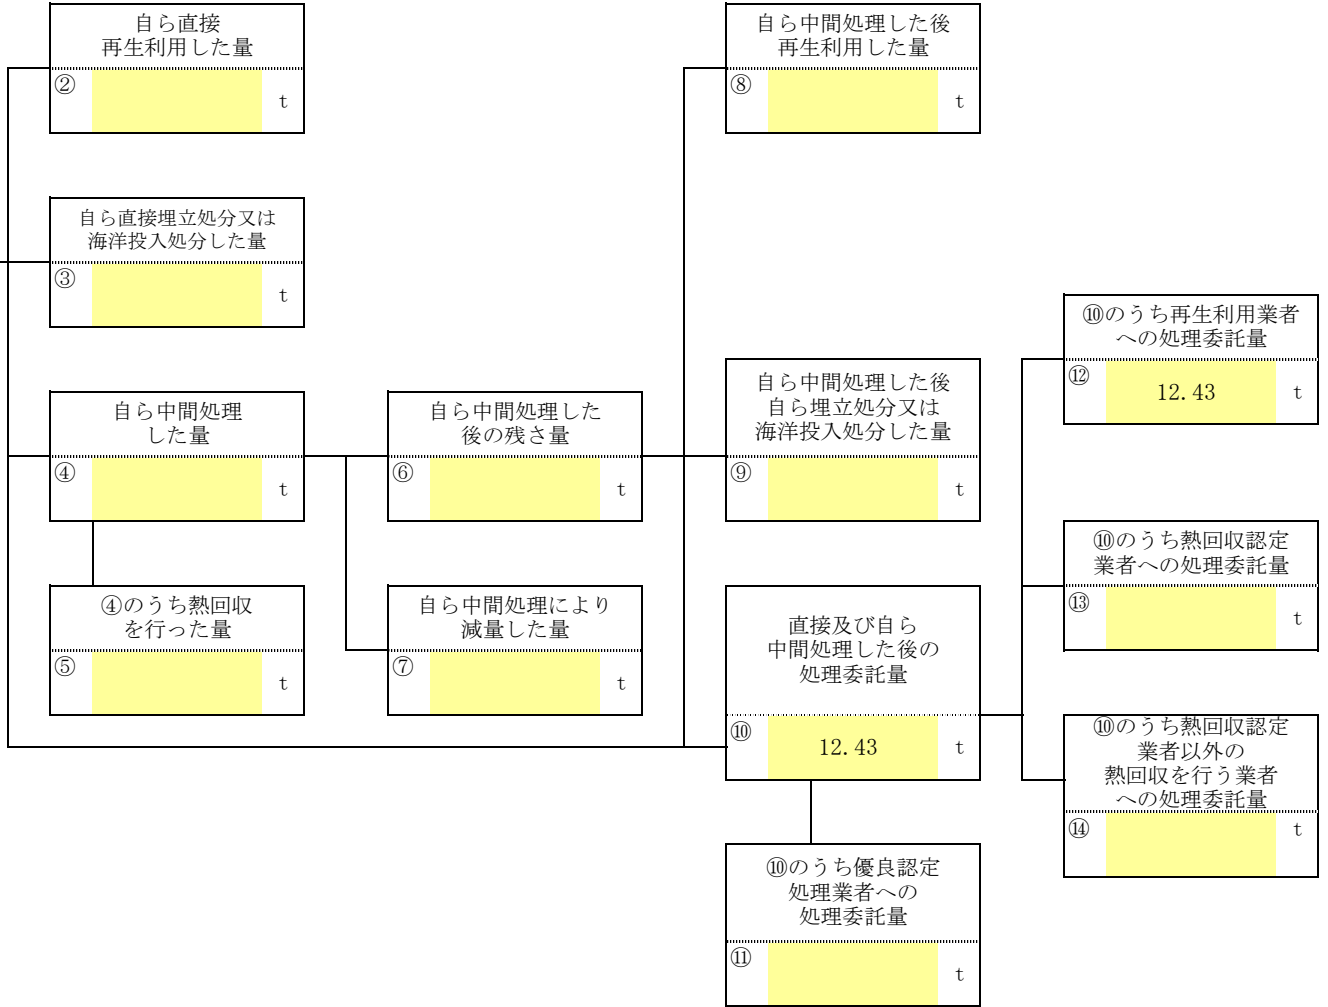 自ら直接
再生利用した量
②
t
自ら中間処理した後
再生利用した量
⑧
t
自ら直接埋立処分又は
海洋投入処分した量
③
t
⑩のうち再生利用業者
への処理委託量
⑫
12.43
t
自ら中間処理
した量
④
t
自ら中間処理した
後の残さ量
⑥
t
自ら中間処理した後
自ら埋立処分又は
海洋投入処分した量
⑨
t
⑩のうち熱回収認定
業者への処理委託量
⑬
t
④のうち熱回収
を行った量
⑤
t
自ら中間処理により
減量した量
⑦
t
直接及び自ら
中間処理した後の
処理委託量
⑩
12.43
t
⑩のうち熱回収認定
業者以外の
熱回収を行う業者
への処理委託量
⑭
t
⑩のうち優良認定
処理業者への
処理委託量
⑪
t